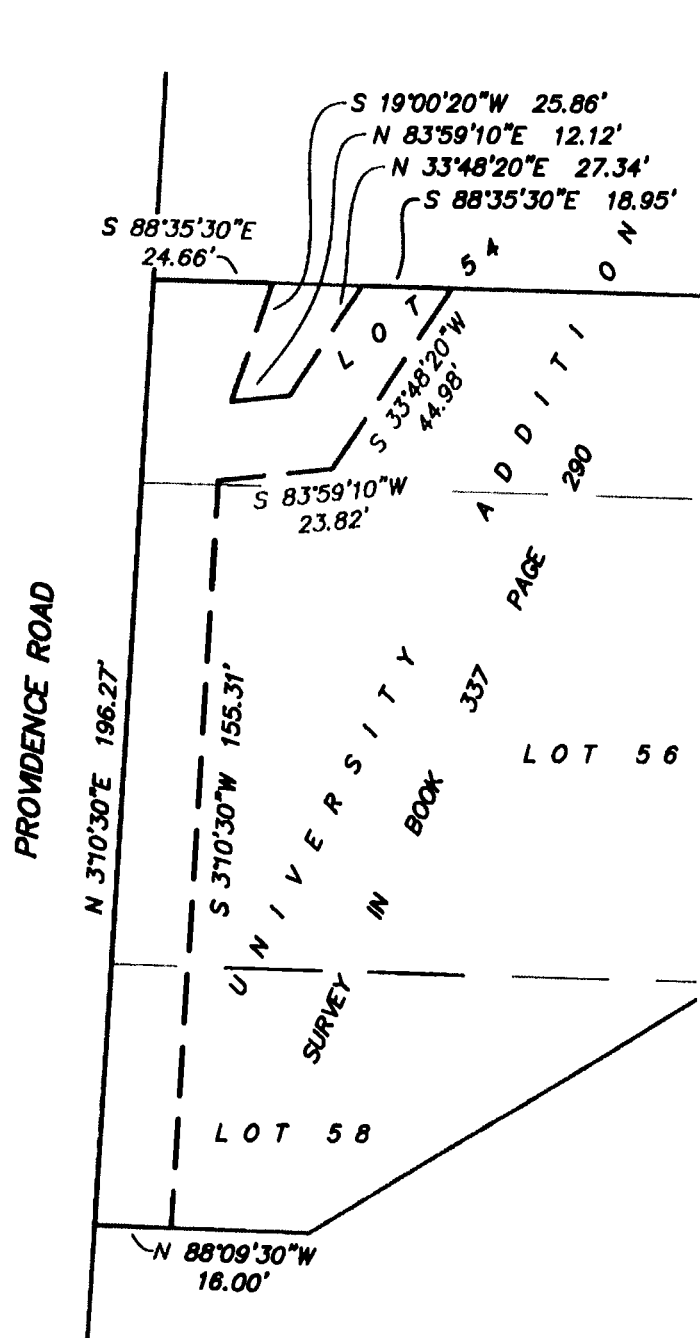 S 19°00'20"W 25.86'
N 83°59'10"E 12.12'
N 33°48'20"E 27.34'
S 88°35'30"E 18.95'
S 88°35'30"E
24.66'
LOT 54
S 33°48'20"W
44.98'
S 83°59'10"W
23.82'
UNIVERSITY ADDITION
SURVEY IN BOOK 337 PAGE 290
PROVIDENCE ROAD
N 3°10'30"E 196.27'
S 3°10'30"W 155.31'
LOT 56
LOT 58
N 88°09'30"W
16.00'